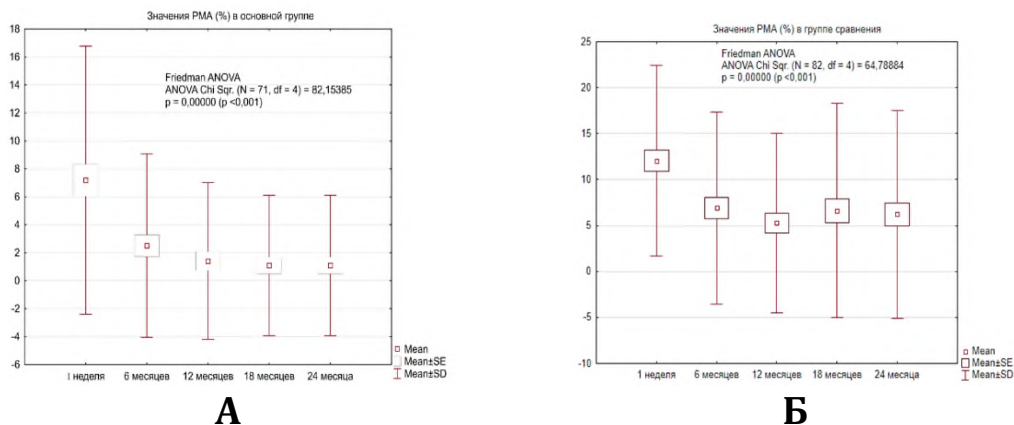 Значения PMA (%) в основной группе
18
16
14
12
10
8
6
4
2
0
-2
-4
-6
Friedman ANOVA
ANOVA Chi Sqr. (N = 71, df = 4) = 82,15385
p = 0,00000 (p <0,001)
1 неделя 6 месяцев 12 месяцев 18 месяцев 24 месяца
Mean
Mean±SE
Mean±SD
А
Значения PMA (%) в группе сравнения
25
20
15
10
5
0
-5
-10
Friedman ANOVA
ANOVA Chi Sqr. (N = 82, df = 4) = 64,78884
p = 0,00000 (p <0,001)
1 неделя 6 месяцев 12 месяцев 18 месяцев 24 месяца
Mean
Mean±SE
Mean±SD
Б